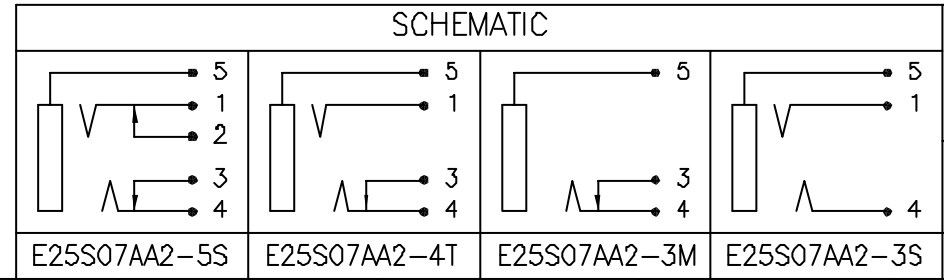 SCHEMATIC
5 5 5 5
1 1 1
2
3 3 3
4 4 4 4
E25S07AA2-5S E25S07AA2-4T E25S07AA2-3M E25S07AA2-3S